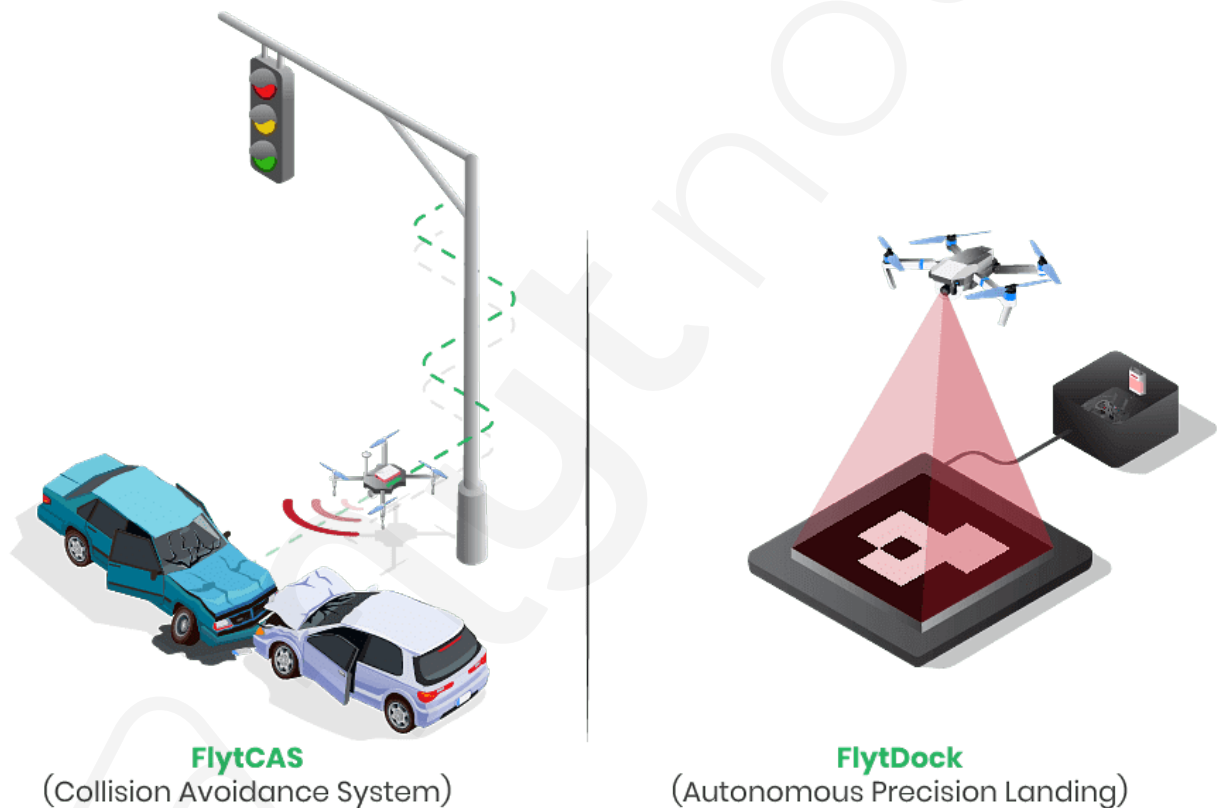 FlytCAS
(Collision Avoidance System)
FlytDock
(Autonomous Precision Landing)